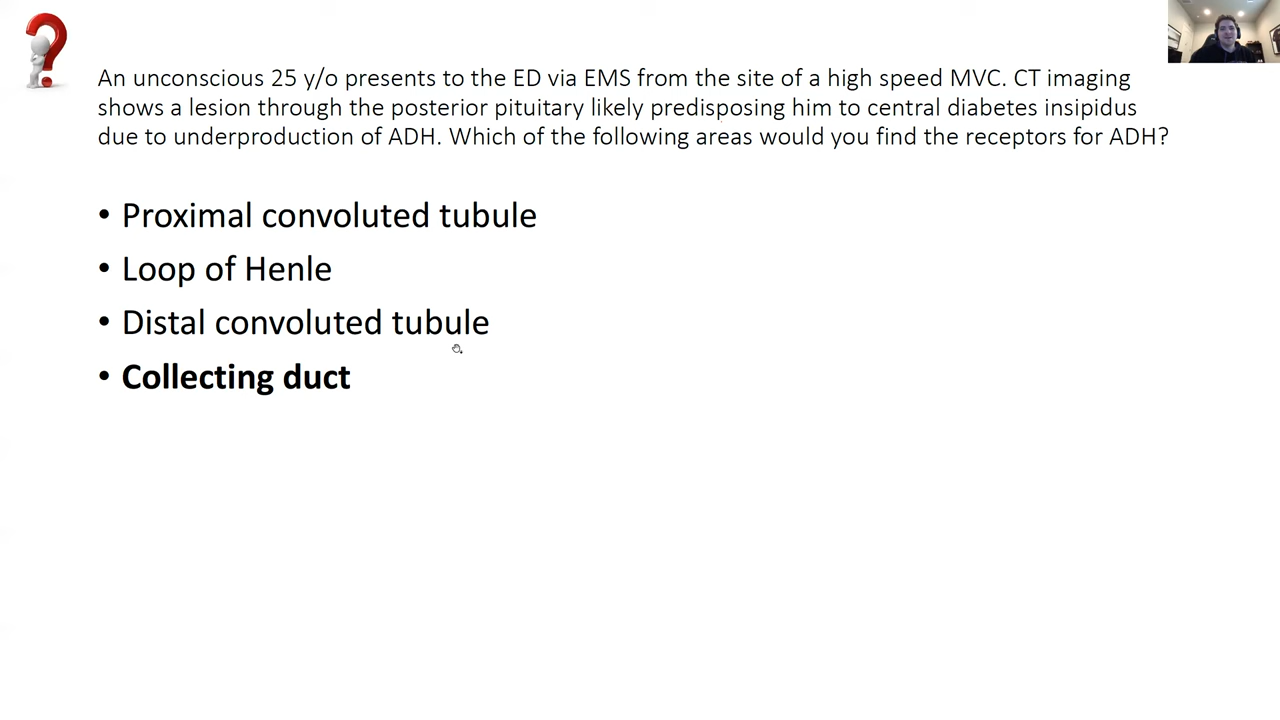 An unconscious 25 y/o presents to the ED via EMS from the site of a high speed MVC. CT imaging
shows a lesion through the posterior pituitary likely predisposing him to central diabetes insipidus
due to underproduction of ADH. Which of the following areas would you find the receptors for ADH?
• Proximal convoluted tubule
• Loop of Henle
• Distal convoluted tubule
• Collecting duct